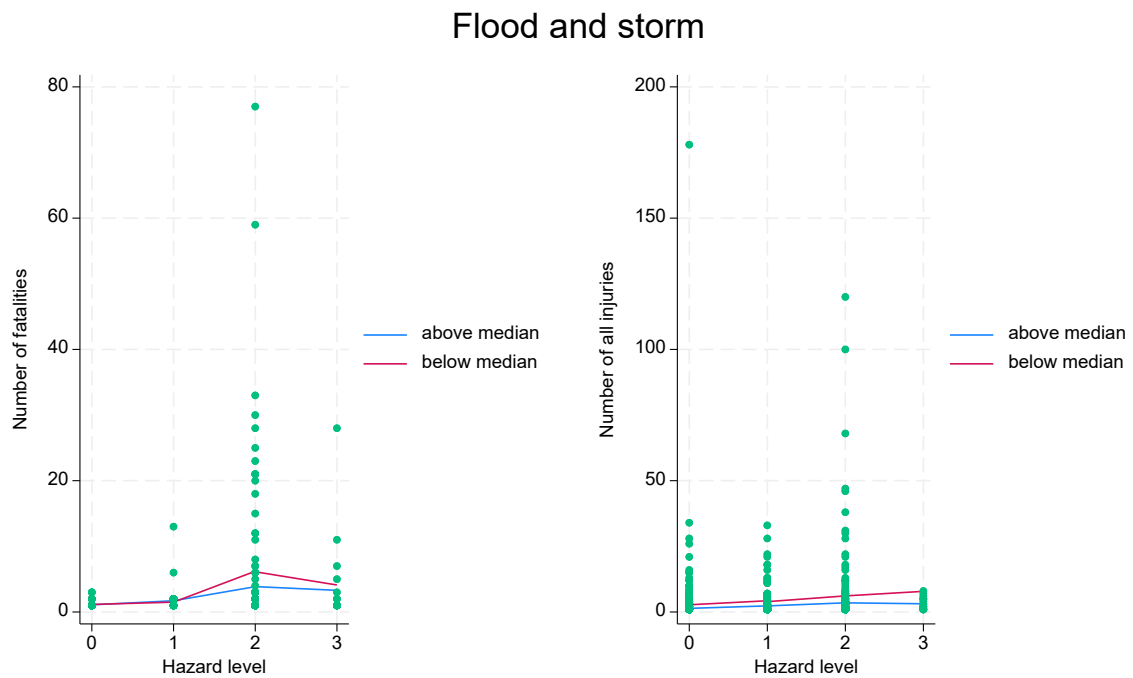 Flood and storm
80
60
40
20
0
Number of fatalities
0 1 2 3
Hazard level
above median
below median
200
150
100
50
0
Number of all injuries
0 1 2 3
Hazard level
above median
below median